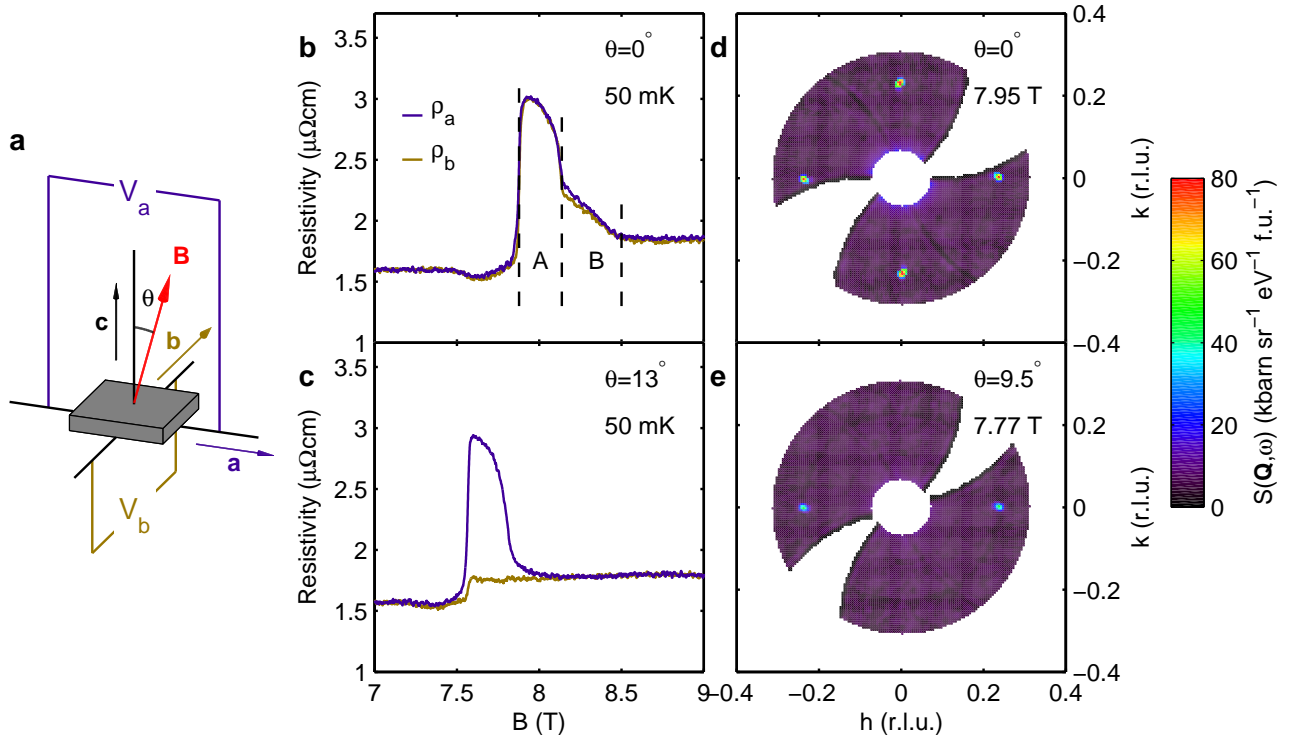 a
V_a
B
θ
c
b
a
V_b
b
θ=0°
50 mK
ρ_a
ρ_b
A
B
Resistivity (μΩcm)
3.5
3
2.5
2
1.5
1
c
θ=13°
50 mK
Resistivity (μΩcm)
3.5
3
2.5
2
1.5
1
7
7.5
8
8.5
9
B (T)
d
θ=0°
7.95 T
0.4
0.2
0
−0.2
−0.4
k (r.l.u.)
e
θ=9.5°
7.77 T
0.2
0
−0.2
−0.4
k (r.l.u.)
−0.4
−0.2
0
0.2
0.4
h (r.l.u.)
80
60
40
20
0
S(Q,ω) (kbarn sr⁻¹ eV⁻¹ f.u.⁻¹)